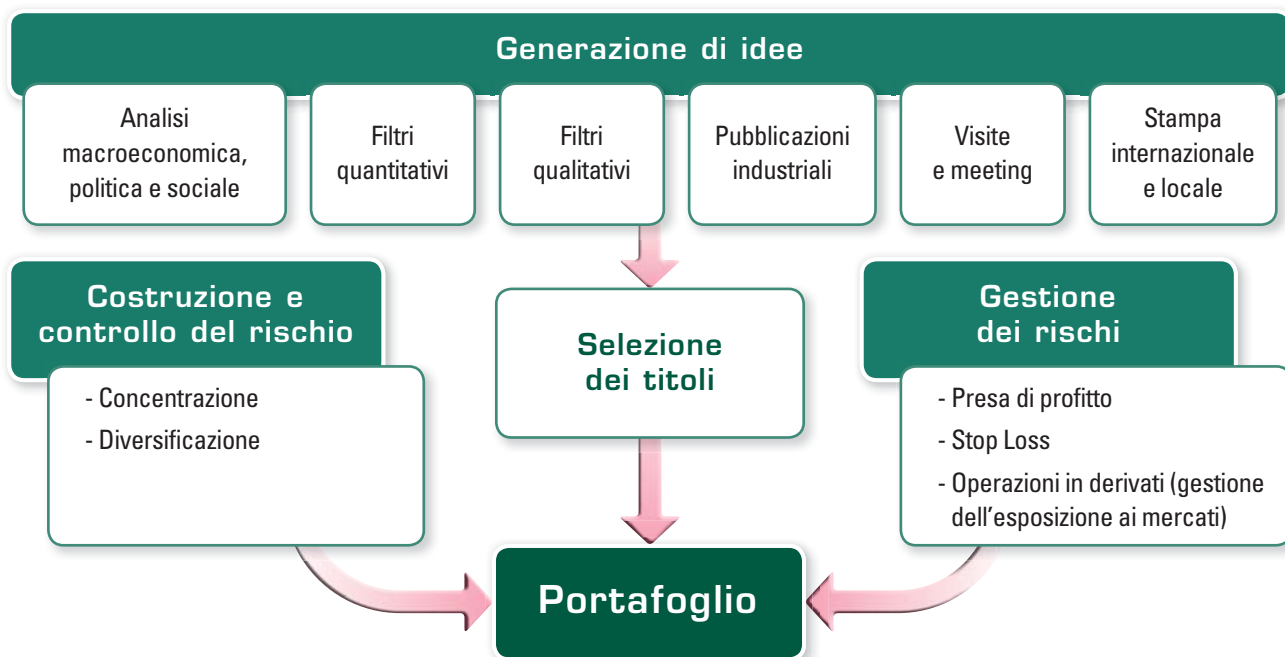 Generazione di idee
Analisi
macroeconomica,
politica e sociale
Filtri
quantitativi
Filtri
qualitativi
Pubblicazioni
industriali
Visite
e meeting
Stampa
internazionale
e locale
Costruzione e
controllo del rischio
- Concentrazione
- Diversificazione
Selezione
dei titoli
Gestione
dei rischi
- Presa di profitto
- Stop Loss
- Operazioni in derivati (gestione
dell'esposizione ai mercati)
Portafoglio